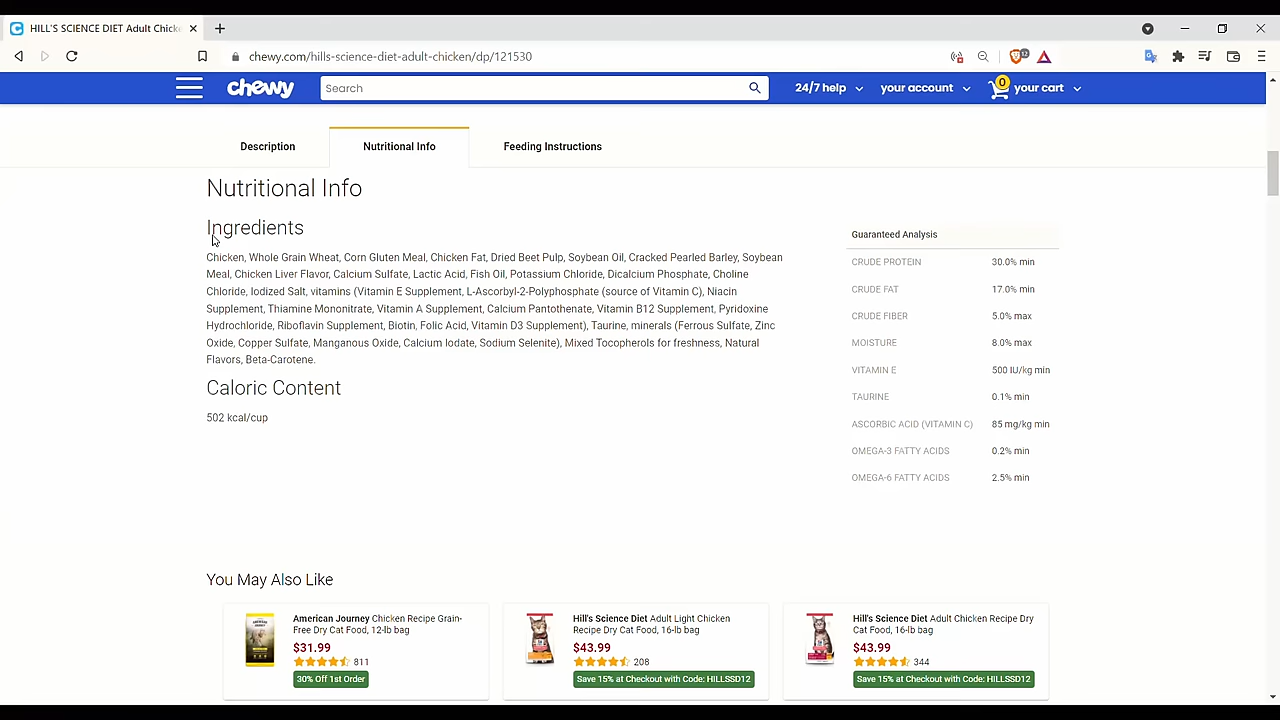 HILL'S SCIENCE DIET Adult Chicke
chewy.com/hills-science-diet-adult-chicken/dp/121530
12
chewy
Search
24/7 help
your account
0
your cart
Description
Nutritional Info
Feeding Instructions
Nutritional Info
Ingredients
Chicken, Whole Grain Wheat, Corn Gluten Meal, Chicken Fat, Dried Beet Pulp, Soybean Oil, Cracked Pearled Barley, Soybean
Meal, Chicken Liver Flavor, Calcium Sulfate, Lactic Acid, Fish Oil, Potassium Chloride, Dicalcium Phosphate, Choline
Chloride, Iodized Salt, vitamins (Vitamin E Supplement, L-Ascorbyl-2-Polyphosphate (source of Vitamin C), Niacin
Supplement, Thiamine Mononitrate, Vitamin A Supplement, Calcium Pantothenate, Vitamin B12 Supplement, Pyridoxine
Hydrochloride, Riboflavin Supplement, Biotin, Folic Acid, Vitamin D3 Supplement), Taurine, minerals (Ferrous Sulfate, Zinc
Oxide, Copper Sulfate, Manganous Oxide, Calcium Iodate, Sodium Selenite), Mixed Tocopherols for freshness, Natural
Flavors, Beta-Carotene.
Caloric Content
502 kcal/cup
Guaranteed Analysis
CRUDE PROTEIN 30.0% min
CRUDE FAT 17.0% min
CRUDE FIBER 5.0% max
MOISTURE 8.0% max
VITAMIN E 500 IU/kg min
TAURINE 0.1% min
ASCORBIC ACID (VITAMIN C) 85 mg/kg min
OMEGA-3 FATTY ACIDS 0.2% min
OMEGA-6 FATTY ACIDS 2.5% min
You May Also Like
American Journey Chicken Recipe Grain-
Free Dry Cat Food, 12-lb bag
$31.99
811
30% Off 1st Order
Hill's Science Diet Adult Light Chicken
Recipe Dry Cat Food, 16-lb bag
$43.99
208
Save 15% at Checkout with Code: HILLSSD12
Hill's Science Diet Adult Chicken Recipe Dry
Cat Food, 16-lb bag
$43.99
344
Save 15% at Checkout with Code: HILLSSD12